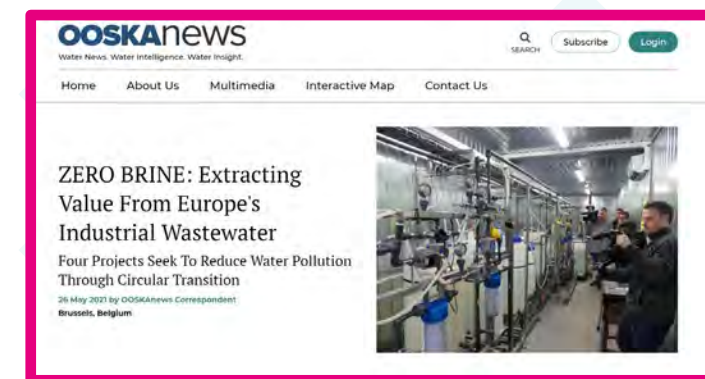 OOSKAnews
Water News. Water Intelligence. Water Insight.
SEARCH
Subscribe
Login
Home
About Us
Multimedia
Interactive Map
Contact Us
ZERO BRINE: Extracting
Value From Europe's
Industrial Wastewater
Four Projects Seek To Reduce Water Pollution
Through Circular Transition
26 May 2021 by OOSKAnews Correspondent
Brussels, Belgium